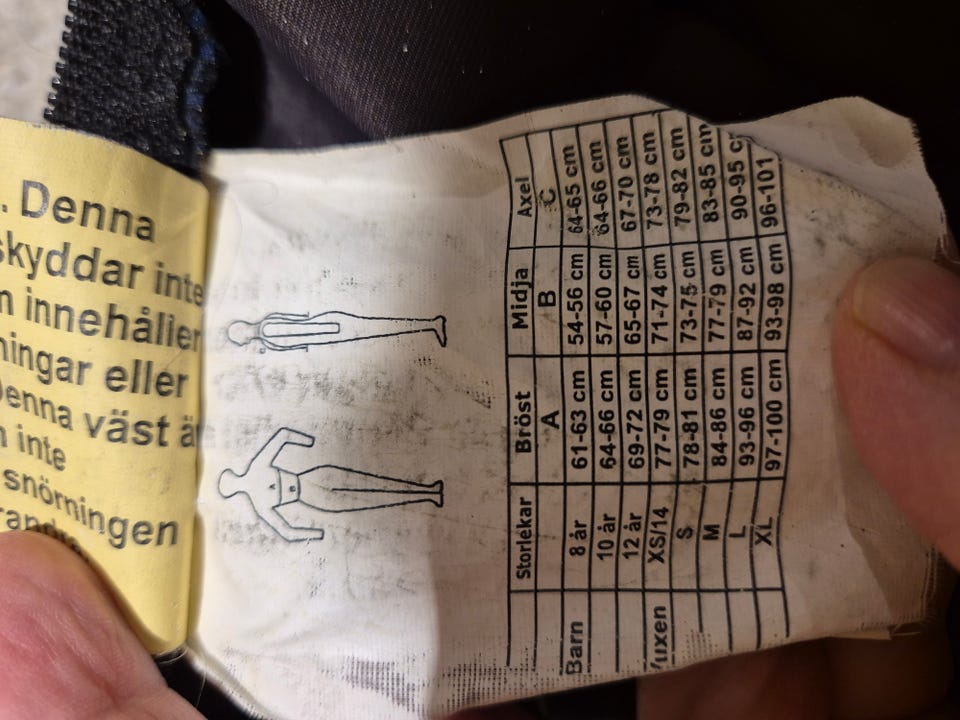 . Denna
skyddar inte
innehåller
ningar eller
Denna väst är
inte
snörningen
Storlekar Bröst Midja Axel
A B C
Barn 8 år 61-63 cm 54-56 cm 64-65 cm
10 år 64-66 cm 57-60 cm 64-66 cm
12 år 69-72 cm 65-67 cm 67-70 cm
Vuxen XS/14 77-79 cm 71-74 cm 73-78 cm
S 78-81 cm 73-75 cm 79-82 cm
M 84-86 cm 77-79 cm 83-85 cm
L 93-96 cm 87-92 cm 90-95 c
XL 97-100 cm 93-98 cm 96-101